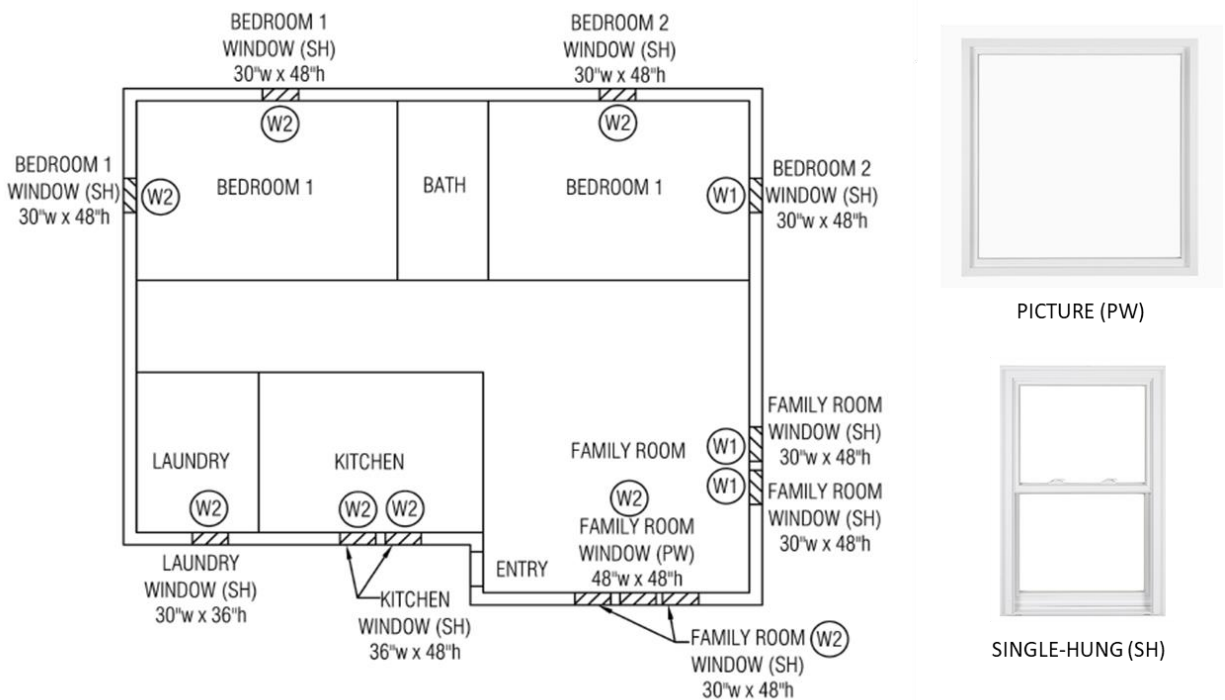 BEDROOM 1
WINDOW (SH)
30"w x 48"h
BEDROOM 2
WINDOW (SH)
30"w x 48"h
W2
W2
BEDROOM 1
WINDOW (SH)
30"w x 48"h
W2
BEDROOM 1
BATH
BEDROOM 1
W1
BEDROOM 2
WINDOW (SH)
30"w x 48"h
PICTURE (PW)
FAMILY ROOM
WINDOW (SH)
30"w x 48"h
W1
W1
FAMILY ROOM
WINDOW (SH)
30"w x 48"h
LAUNDRY
W2
KITCHEN
W2
W2
FAMILY ROOM
W2
FAMILY ROOM
WINDOW (PW)
48"w x 48"h
ENTRY
LAUNDRY
WINDOW (SH)
30"w x 36"h
KITCHEN
WINDOW (SH)
36"w x 48"h
FAMILY ROOM W2
WINDOW (SH)
30"w x 48"h
SINGLE-HUNG (SH)